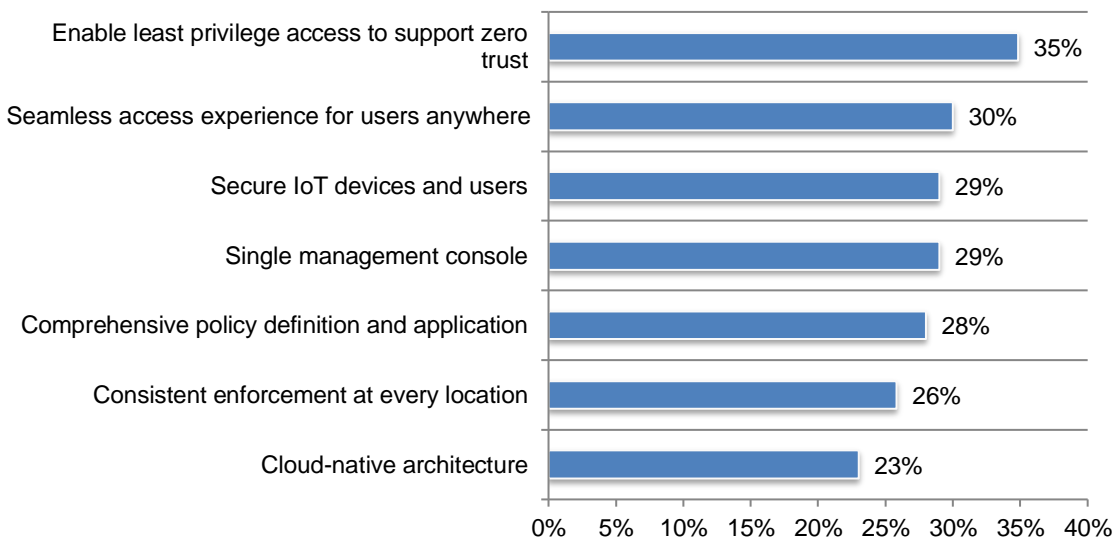 Enable least privilege access to support zero
trust
35%
Seamless access experience for users anywhere
30%
Secure IoT devices and users
29%
Single management console
29%
Comprehensive policy definition and application
28%
Consistent enforcement at every location
26%
Cloud-native architecture
23%
0% 5% 10% 15% 20% 25% 30% 35% 40%